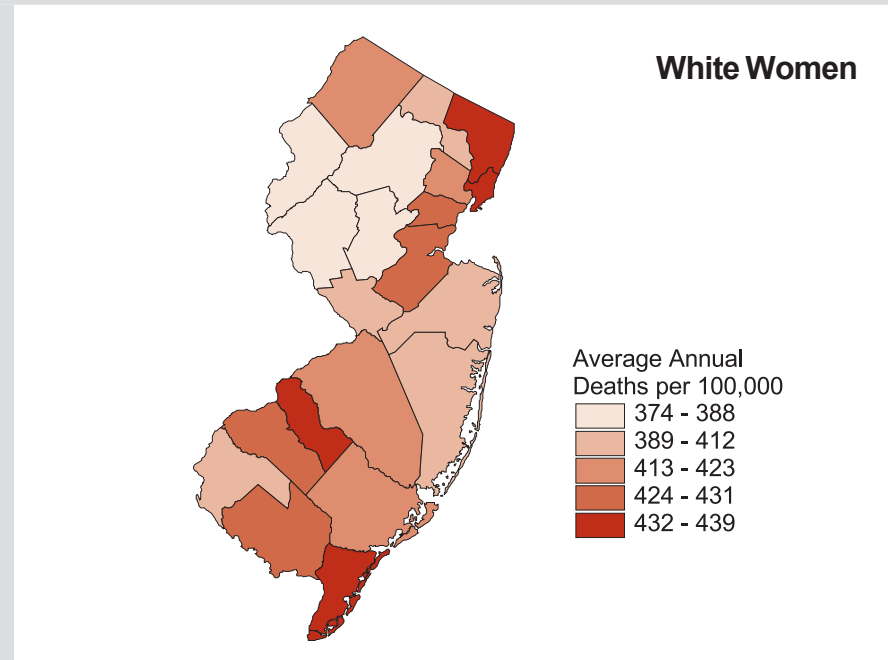 White Women
Average Annual
Deaths per 100,000
374 - 388
389 - 412
413 - 423
424 - 431
432 - 439